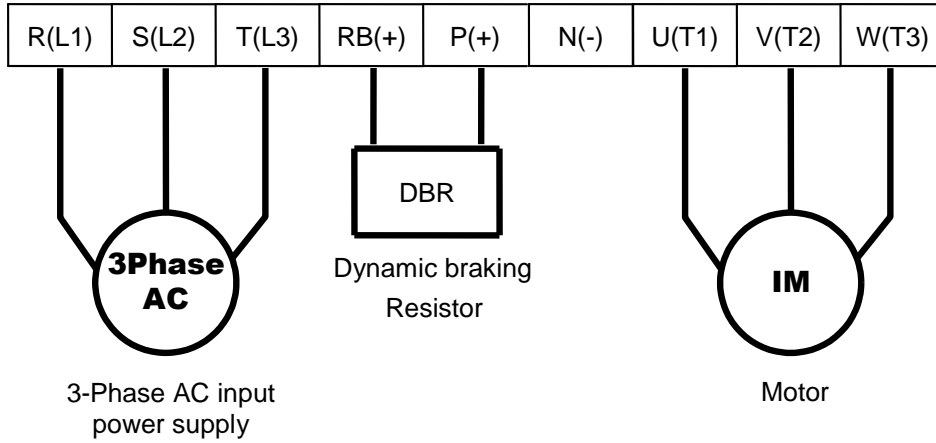 R(L1) S(L2) T(L3) RB(+) P(+) N(-) U(T1) V(T2) W(T3)
DBR
Dynamic braking
Resistor
3Phase
AC
3-Phase AC input
power supply
IM
Motor